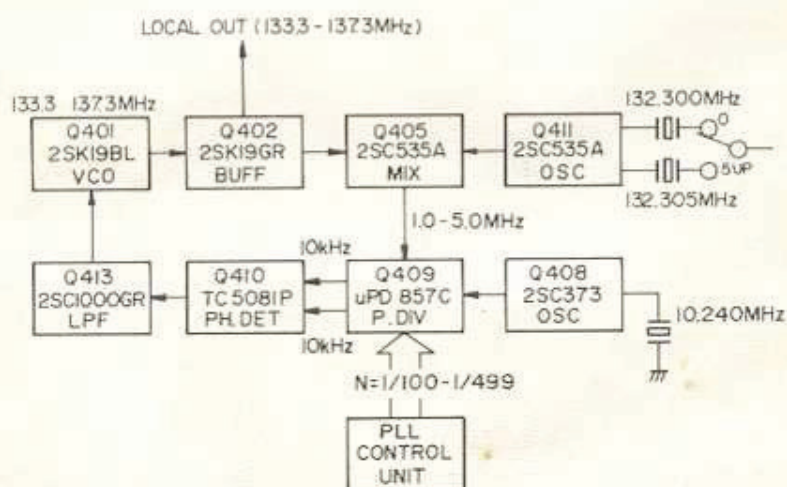 LOCAL OUT (133.3-137.3MHz)
133.3 137.3MHz
Q401
2SK19BL
VCO
Q402
2SK19GR
BUFF
Q405
2SC535A
MIX
Q411
2SC535A
OSC
132.300MHz
0
5UP
132.305MHz
1.0-5.0MHz
10kHz
Q413
2SC1000GR
LPF
Q410
TC5081P
PH.DET
Q409
uPD 857C
P.DIV
Q408
2SC373
OSC
10.240MHz
10kHz
N=1/100-1/499
PLL
CONTROL
UNIT